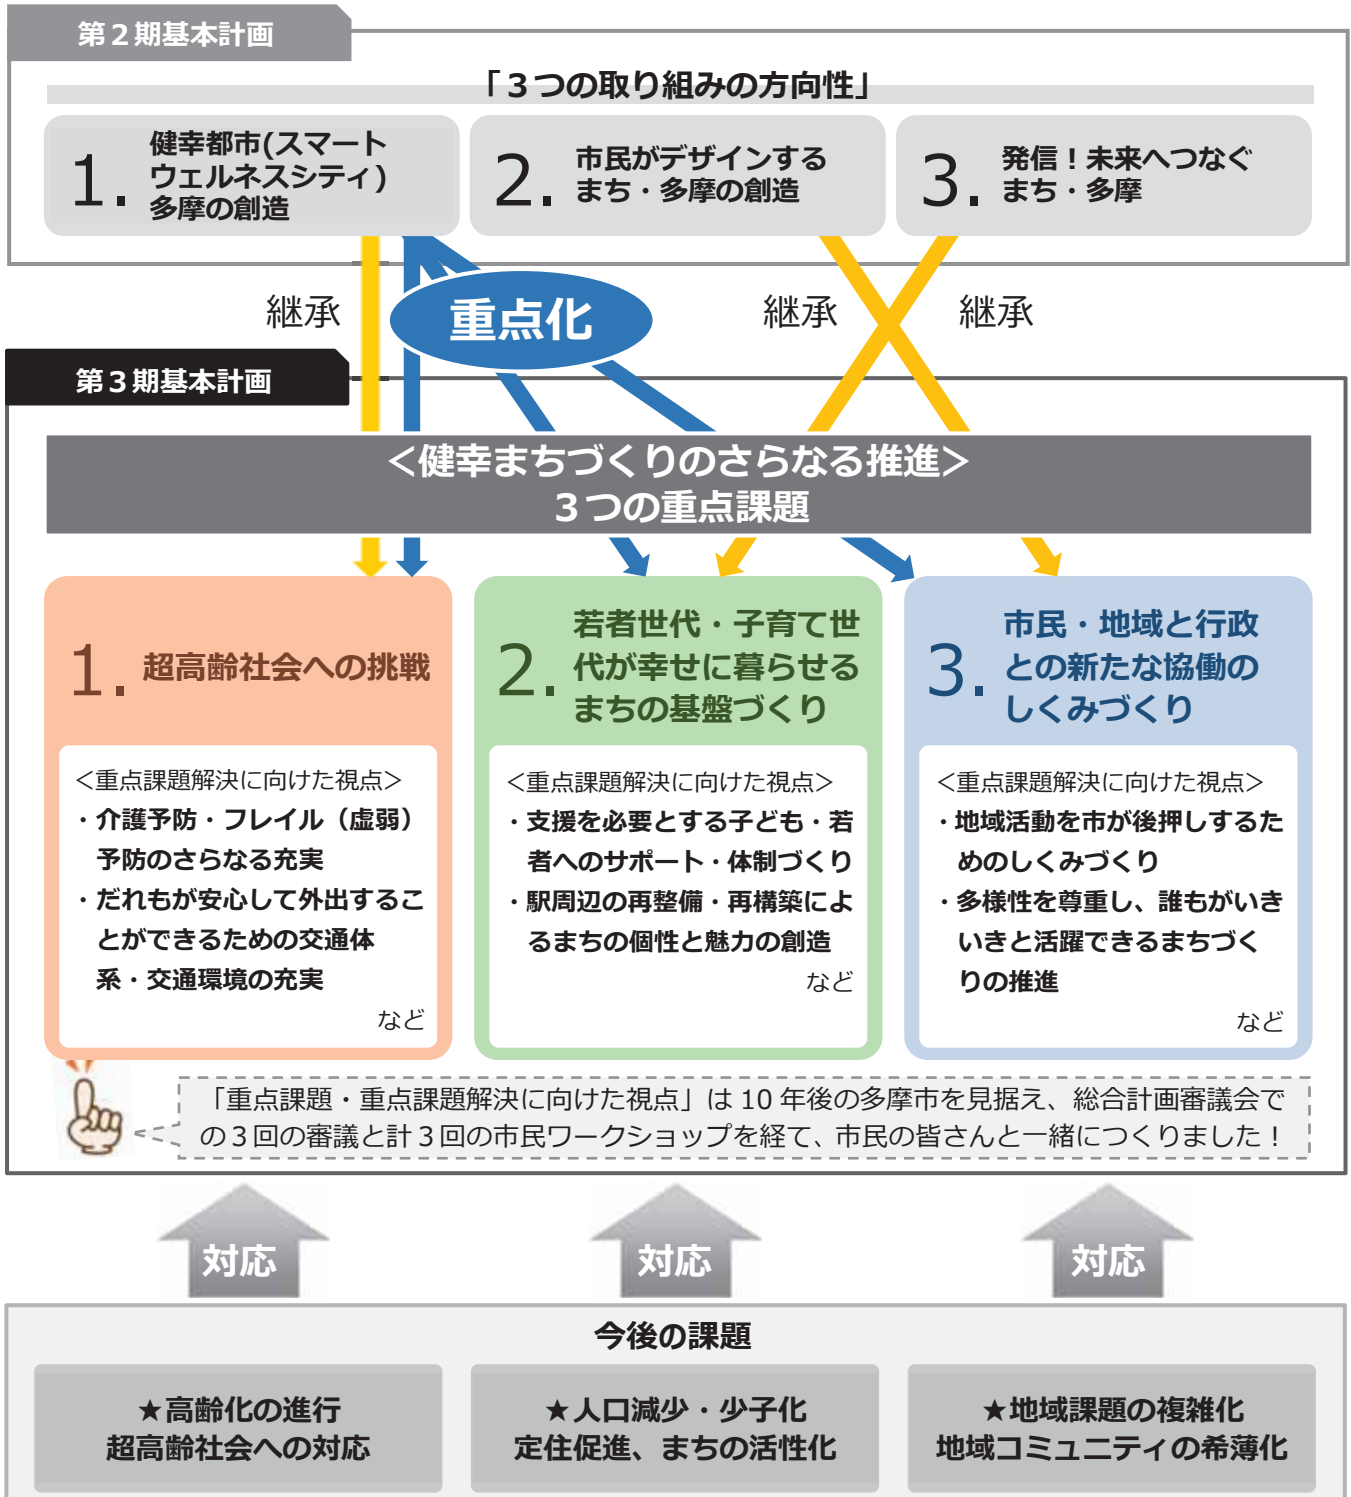 第２期基本計画
「３つの取り組みの方向性」
1.
健幸都市(スマート
ウェルネスシティ)
多摩の創造
2.
市民がデザインする
まち・多摩の創造
3.
発信！未来へつなぐ
まち・多摩
継承
重点化
継承
継承
第３期基本計画
＜健幸まちづくりのさらなる推進＞
３つの重点課題
1.
超高齢社会への挑戦
＜重点課題解決に向けた視点＞
・介護予防・フレイル（虚弱）
予防のさらなる充実
・だれもが安心して外出するこ
とができるための交通体
系・交通環境の充実
など
2.
若者世代・子育て世
代が幸せに暮らせる
まちの基盤づくり
＜重点課題解決に向けた視点＞
・支援を必要とする子ども・若
者へのサポート・体制づくり
・駅周辺の再整備・再構築によ
るまちの個性と魅力の創造
など
3.
市民・地域と行政
との新たな協働の
しくみづくり
＜重点課題解決に向けた視点＞
・地域活動を市が後押しするた
めのしくみづくり
・多様性を尊重し、誰もがいき
いきと活躍できるまちづく
りの推進
など
「重点課題・重点課題解決に向けた視点」は 10 年後の多摩市を見据え、総合計画審議会で
の３回の審議と計３回の市民ワークショップを経て、市民の皆さんと一緒につくりました！
対応
対応
対応
今後の課題
★高齢化の進行
超高齢社会への対応
★人口減少・少子化
定住促進、まちの活性化
★地域課題の複雑化
地域コミュニティの希薄化